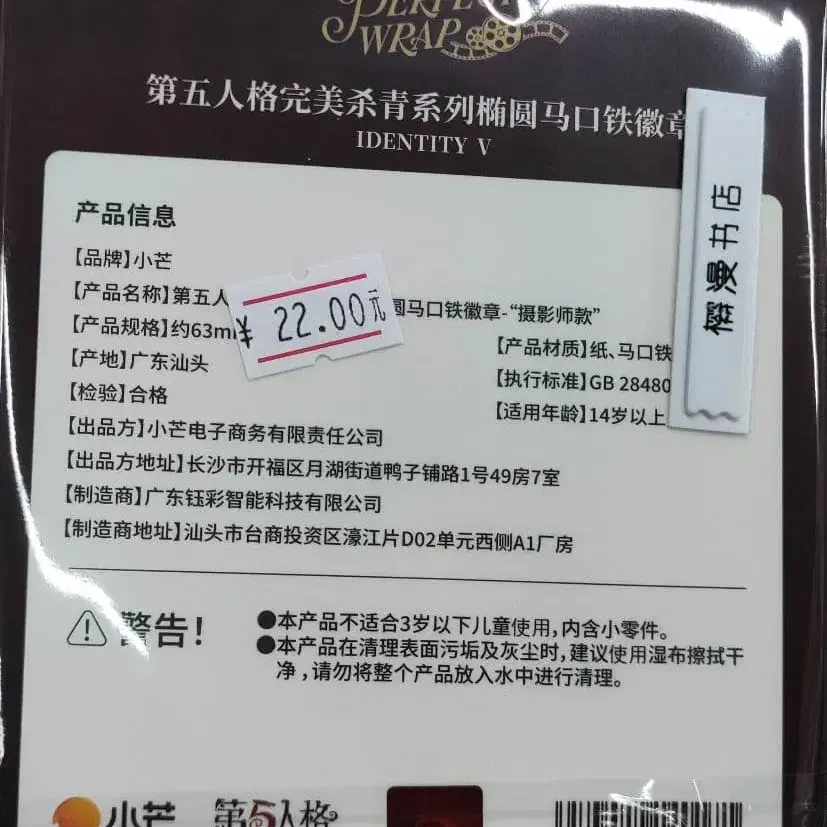 PERFECT
WRAP
第五人格完美杀青系列椭圆马口铁徽章
IDENTITY V
产品信息
【品牌】小芒
【产品名称】第五人
圆马口铁徽章-“摄影师款”
¥ 22.00元
【产品规格】约63m
【产品材质】纸、马口铁
【产地】广东汕头
【执行标准】GB 28480
【检验】合格
【适用年龄】14岁以上
【出品方】小芒电子商务有限责任公司
【出品方地址】长沙市开福区月湖街道鸭子铺路1号49房7室
【制造商】广东钰彩智能科技有限公司
【制造商地址】汕头市台商投资区濠江片D02单元西侧A1厂房
漫书店
警告!
●本产品不适合3岁以下儿童使用,内含小零件。
●本产品在清理表面污垢及灰尘时,建议使用湿布擦拭干
净,请勿将整个产品放入水中进行清理。
小芒
第5人格